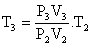 T₃ = P₃V₃/P₂V₂ . T₂